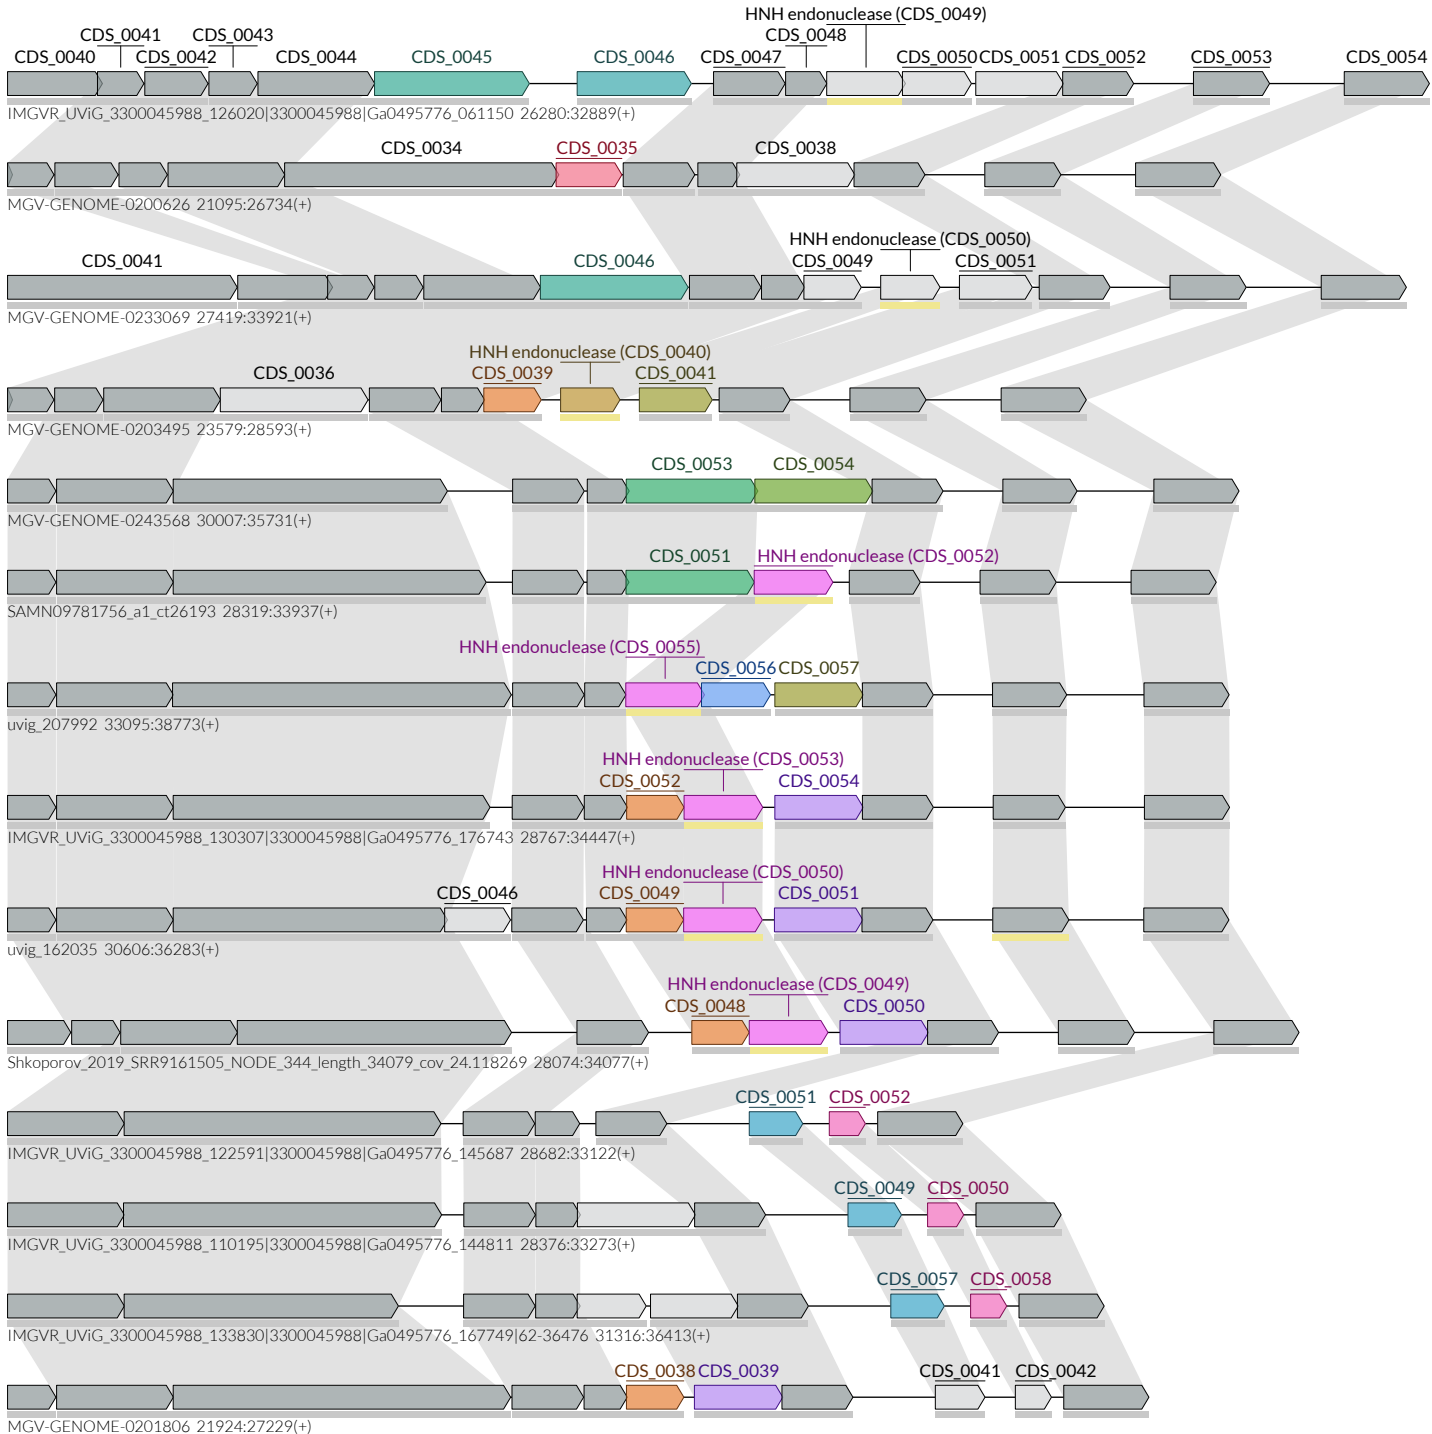 HNH endonuclease (CDS_0049)
CDS_0041 CDS_0043 CDS_0048
CDS_0040 CDS_0042 CDS_0044 CDS_0045 CDS_0046 CDS_0047 CDS_0050 CDS_0051 CDS_0052 CDS_0053 CDS_0054
IMGVR_UViG_3300045988_126020|3300045988|Ga0495776_061150 26280:32889(+)
CDS_0034 CDS_0035 CDS_0038
MGV-GENOME-0200626 21095:26734(+)
HNH endonuclease (CDS_0050)
CDS_0041 CDS_0046 CDS_0049 CDS_0051
MGV-GENOME-0233069 27419:33921(+)
HNH endonuclease (CDS_0040)
CDS_0036 CDS_0039 CDS_0041
MGV-GENOME-0203495 23579:28593(+)
CDS_0053 CDS_0054
MGV-GENOME-0243568 30007:35731(+)
CDS_0051 HNH endonuclease (CDS_0052)
SAMN09781756_a1_ct26193 28319:33937(+)
HNH endonuclease (CDS_0055)
CDS_0056 CDS_0057
uvig_207992 33095:38773(+)
HNH endonuclease (CDS_0053)
CDS_0052 CDS_0054
IMGVR_UViG_3300045988_130307|3300045988|Ga0495776_176743 28767:34447(+)
HNH endonuclease (CDS_0050)
CDS_0046 CDS_0049 CDS_0051
uvig_162035 30606:36283(+)
HNH endonuclease (CDS_0049)
CDS_0048 CDS_0050
Shkoporov_2019_SRR9161505_NODE_344_length_34079_cov_24.118269 28074:34077(+)
CDS_0051 CDS_0052
IMGVR_UViG_3300045988_122591|3300045988|Ga0495776_145687 28682:33122(+)
CDS_0049 CDS_0050
IMGVR_UViG_3300045988_110195|3300045988|Ga0495776_144811 28376:33273(+)
CDS_0057 CDS_0058
IMGVR_UViG_3300045988_133830|3300045988|Ga0495776_167749|62-36476 31316:36413(+)
CDS_0038 CDS_0039 CDS_0041 CDS_0042
MGV-GENOME-0201806 21924:27229(+)